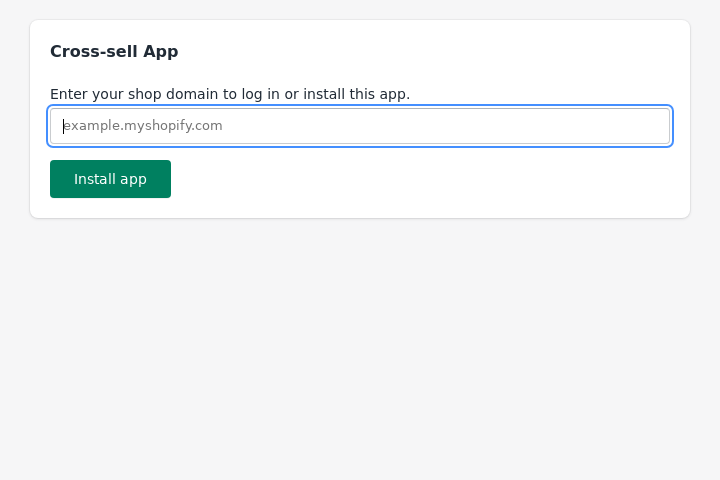 Cross-sell App
Enter your shop domain to log in or install this app.
example.myshopify.com
Install app